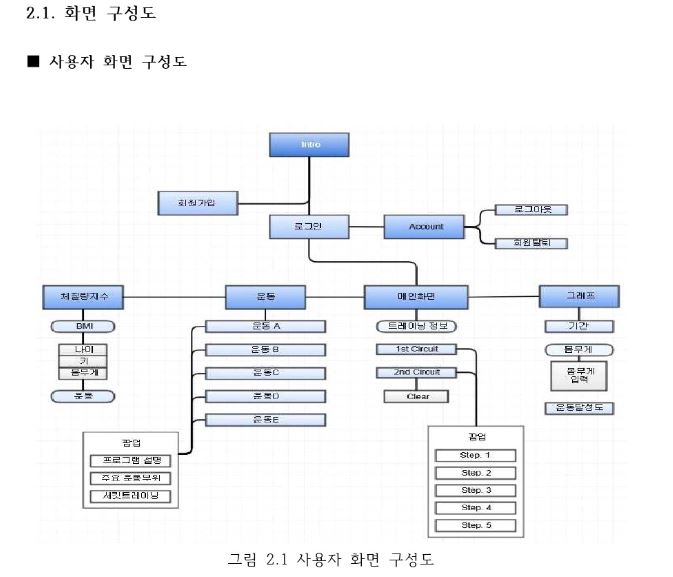 2.1. 화면 구성도
■ 사용자 화면 구성도
Intro
회원가입
로그인
Account
로그아웃
회원탈퇴
체질량지수
운동
메인화면
그래프
BMI
나이
키
몸무게
운동 A
운동 B
운동C
운동D
운동E
트레이닝 정보
1st Circuit
2nd Circuit
Clear
기간
몸무게
몸무게
입력
운동달성도
팝업
프로그램 설명
주요 운동부위
서킷트레이닝
팝업
Step. 1
Step. 2
Step. 3
Step. 4
Step. 5
그림 2.1 사용자 화면 구성도